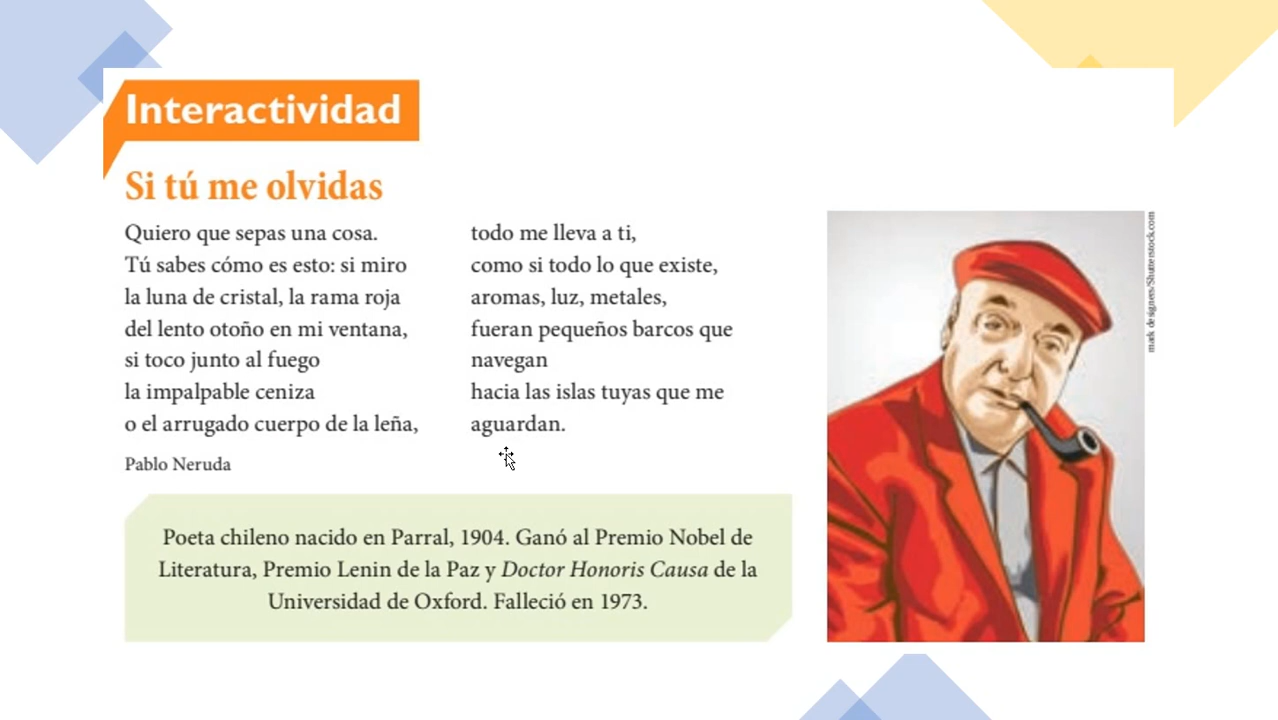 Interactividad
Si tú me olvidas
Quiero que sepas una cosa.
Tú sabes cómo es esto: si miro
la luna de cristal, la rama roja
del lento otoño en mi ventana,
si toco junto al fuego
la impalpable ceniza
o el arrugado cuerpo de la leña,
todo me lleva a ti,
como si todo lo que existe,
aromas, luz, metales,
fueran pequeños barcos que
navegan
hacia las islas tuyas que me
aguardan.
Pablo Neruda
Poeta chileno nacido en Parral, 1904. Ganó al Premio Nobel de
Literatura, Premio Lenin de la Paz y Doctor Honoris Causa de la
Universidad de Oxford. Falleció en 1973.
mark designers/Shutterstock.com